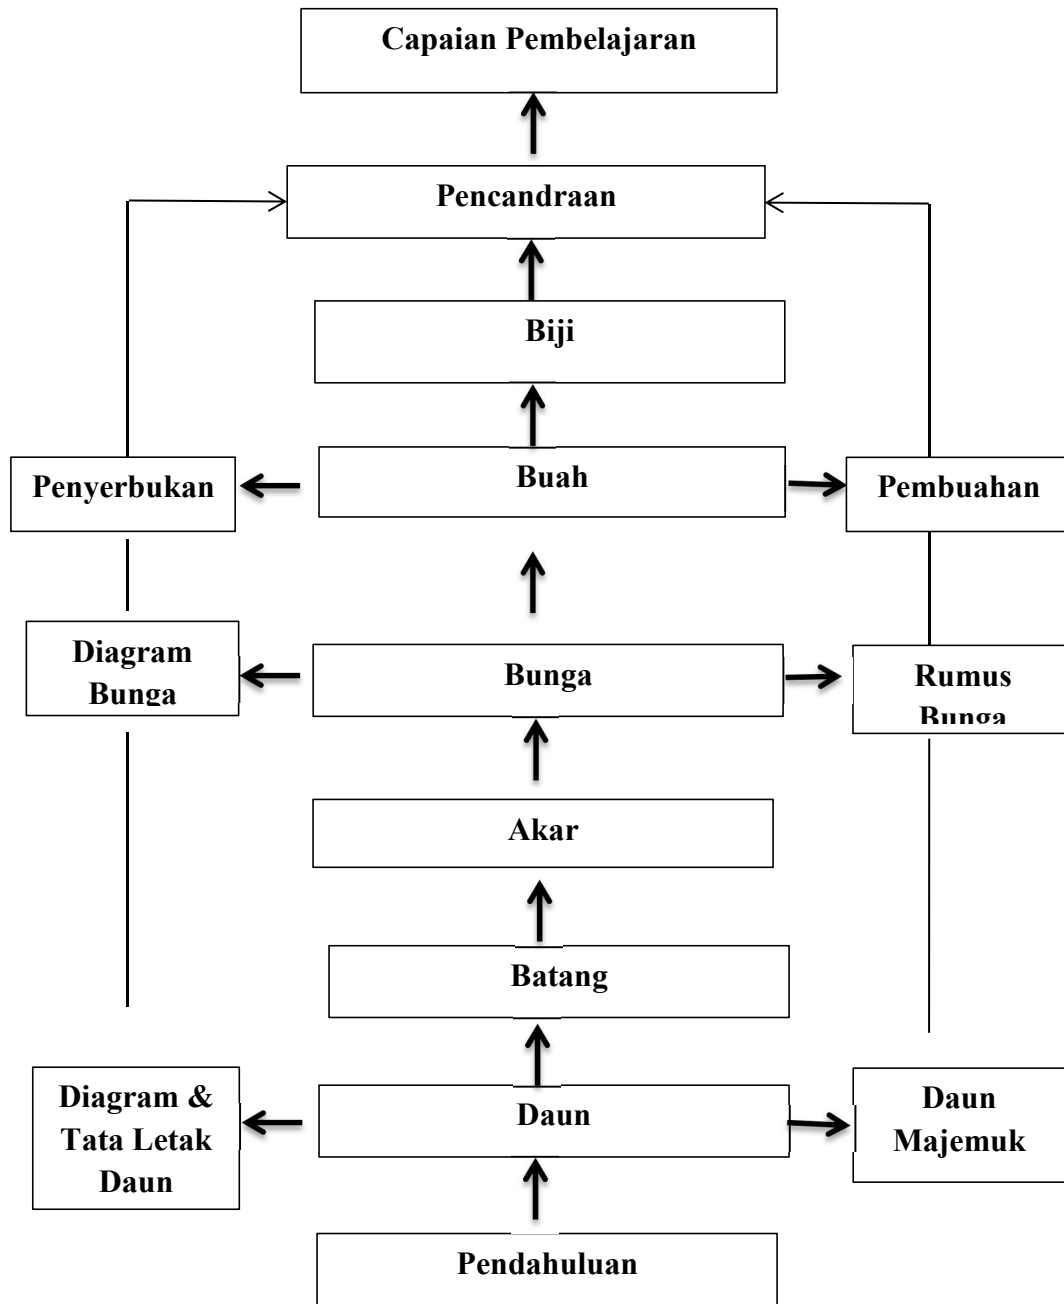 Capaian Pembelajaran
Pencandraan
Biji
Penyerbukan
Buah
Pembuahan
Diagram
Bunga
Bunga
Rumus
Bunga
Akar
Batang
Diagram &
Tata Letak
Daun
Daun
Daun
Majemuk
Pendahuluan